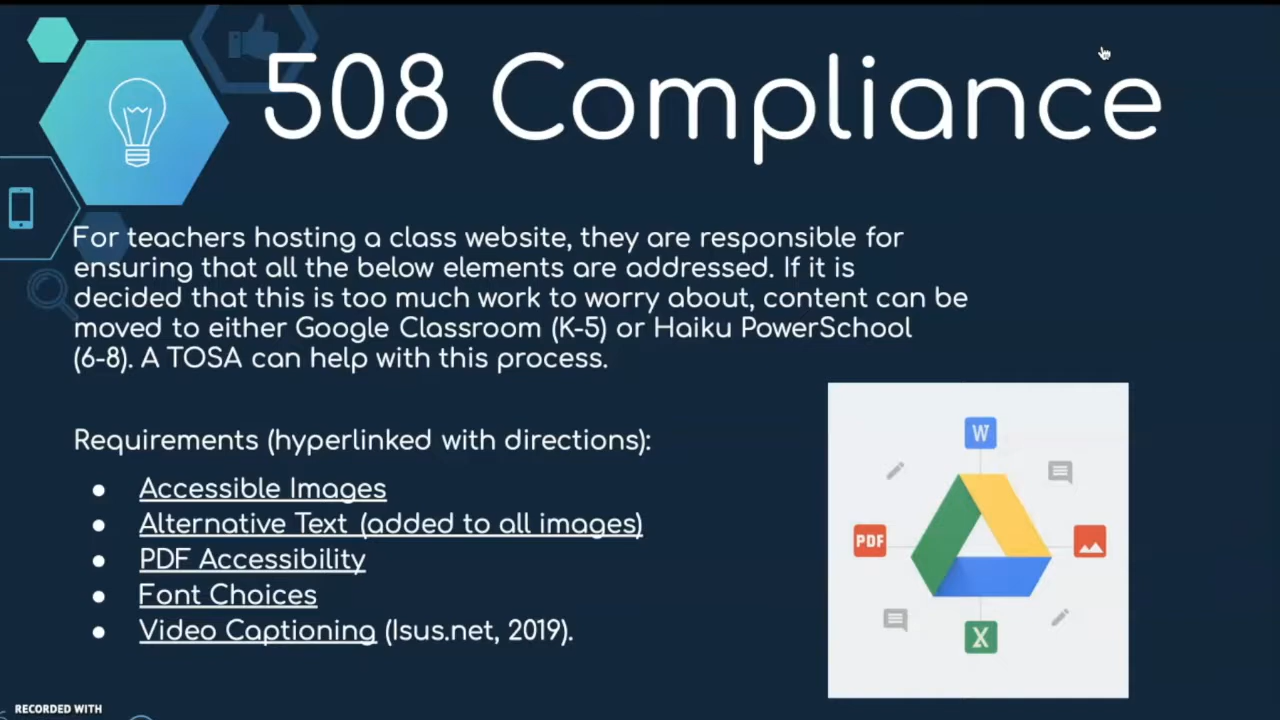 508 Compliance
For teachers hosting a class website, they are responsible for
ensuring that all the below elements are addressed. If it is
decided that this is too much work to worry about, content can be
moved to either Google Classroom (K-5) or Haiku PowerSchool
(6-8). A TOSA can help with this process.
Requirements (hyperlinked with directions):
● Accessible Images
● Alternative Text (added to all images)
● PDF Accessibility
● Font Choices
● Video Captioning (lsus.net, 2019).
W
PDF
X
RECORDED WITH